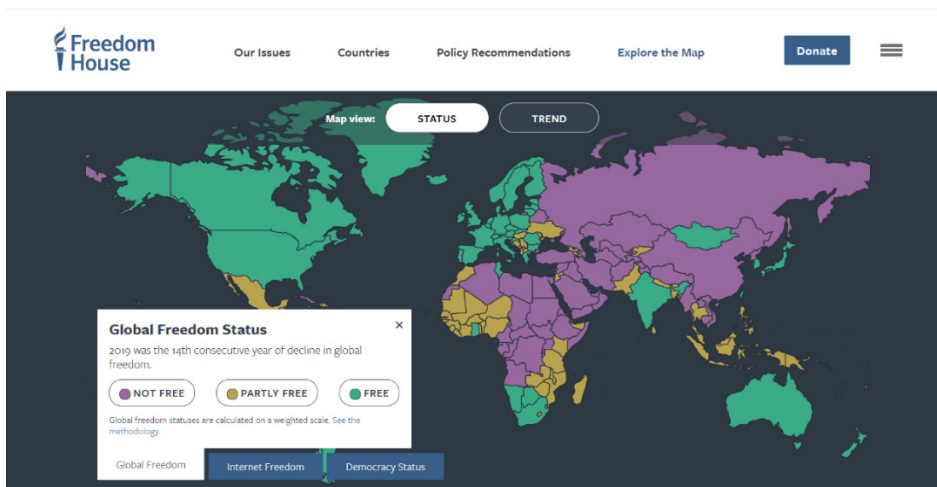 Freedom
House
Our Issues
Countries
Policy Recommendations
Explore the Map
Donate
Map view:
STATUS
TREND
Global Freedom Status
×
2019 was the 14th consecutive year of decline in global
freedom.
NOT FREE
PARTLY FREE
FREE
Global freedom statuses are calculated on a weighted scale. See the
methodology.
Global Freedom
Internet Freedom
Democracy Status